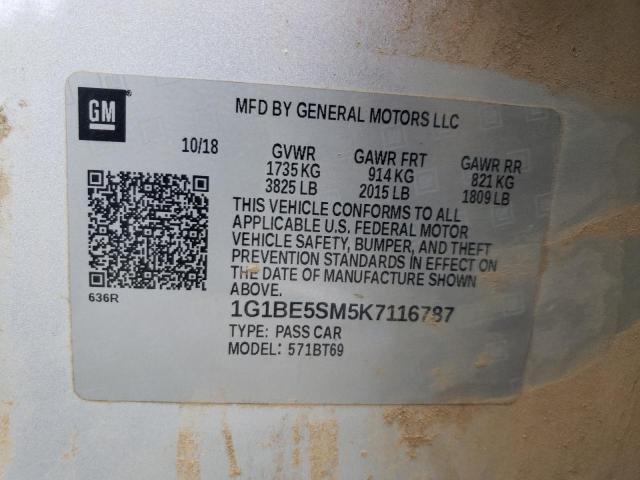 GM
®
MFD BY GENERAL MOTORS LLC
10/18 GVWR GAWR FRT GAWR RR
1735 KG 914 KG 821 KG
3825 LB 2015 LB 1809 LB
THIS VEHICLE CONFORMS TO ALL
APPLICABLE U.S. FEDERAL MOTOR
VEHICLE SAFETY, BUMPER, AND THEFT
PREVENTION STANDARDS IN EFFECT ON
THE DATE OF MANUFACTURE SHOWN
ABOVE.
636R
1G1BE5SM5K7116787
TYPE: PASS CAR
MODEL: 571BT69